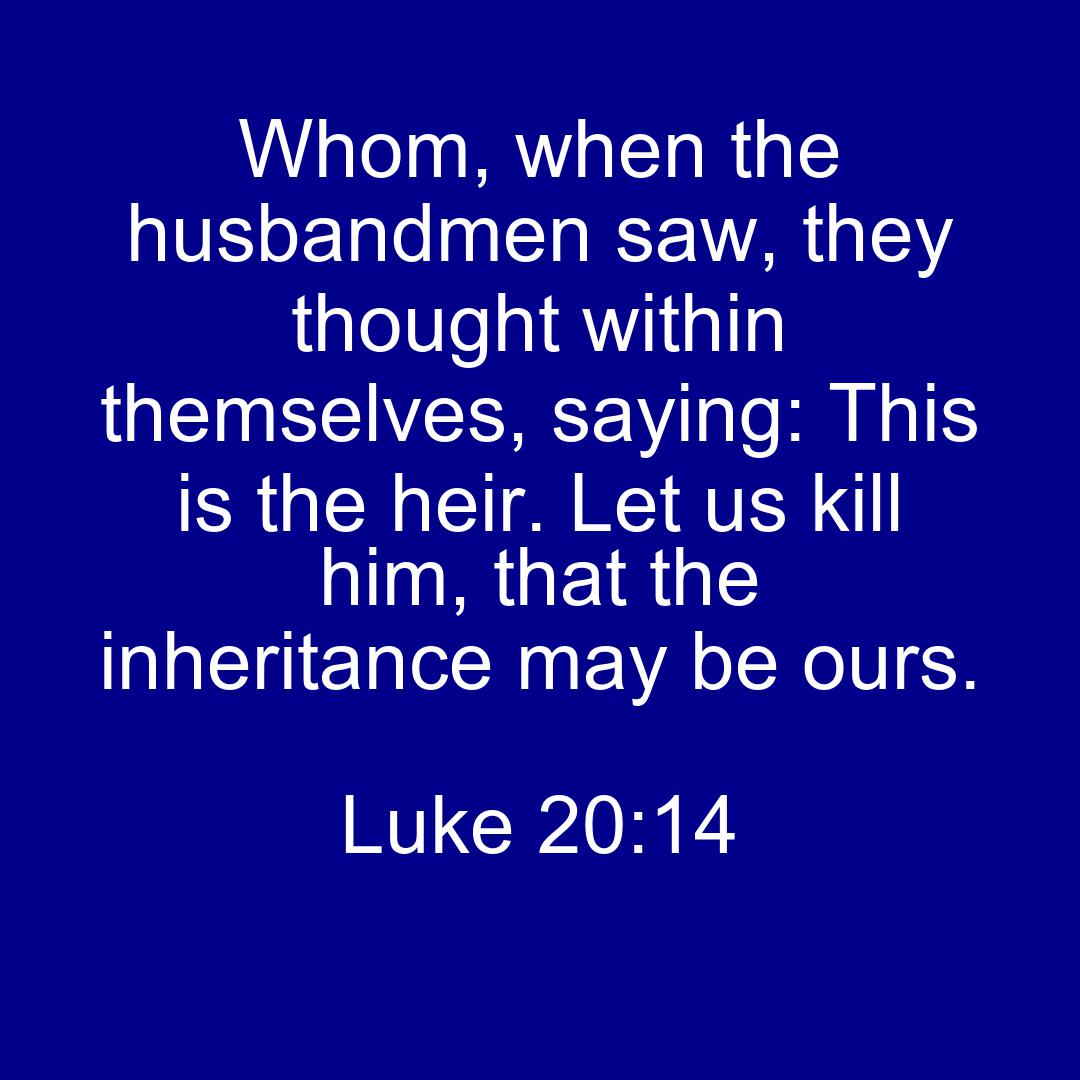 Whom, when the
husbandmen saw, they
thought within
themselves, saying: This
is the heir. Let us kill
him, that the
inheritance may be ours.
Luke 20:14